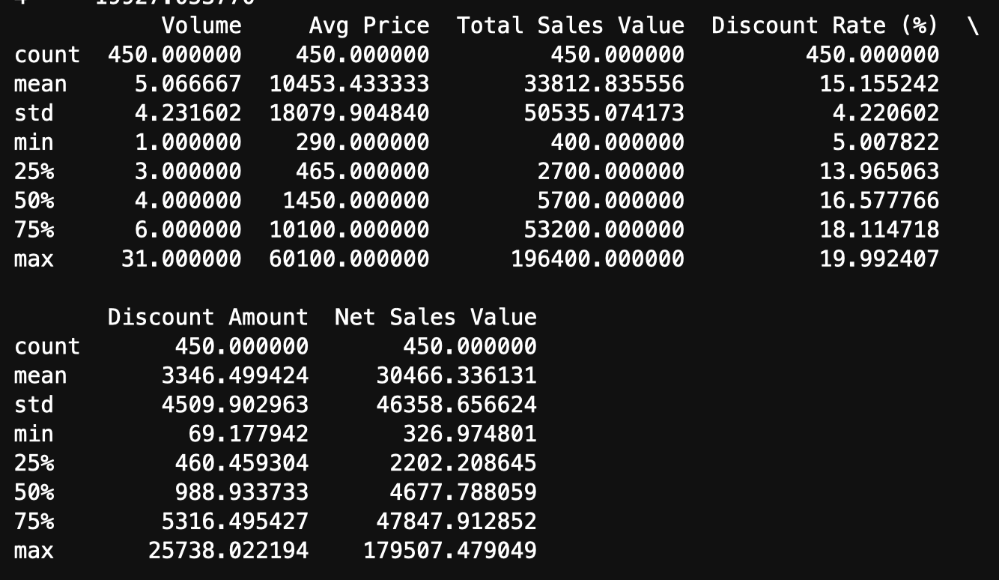 Volume Avg Price Total Sales Value Discount Rate (%) \
count 450.000000 450.000000 450.000000 450.000000
mean 5.066667 10453.433333 33812.835556 15.155242
std 4.231602 18079.904840 50535.074173 4.220602
min 1.000000 290.000000 400.000000 5.007822
25% 3.000000 465.000000 2700.000000 13.965063
50% 4.000000 1450.000000 5700.000000 16.577766
75% 6.000000 10100.000000 53200.000000 18.114718
max 31.000000 60100.000000 196400.000000 19.992407
Discount Amount Net Sales Value
count 450.000000 450.000000
mean 3346.499424 30466.336131
std 4509.902963 46358.656624
min 69.177942 326.974801
25% 460.459304 2202.208645
50% 988.933733 4677.788059
75% 5316.495427 47847.912852
max 25738.022194 179507.479049